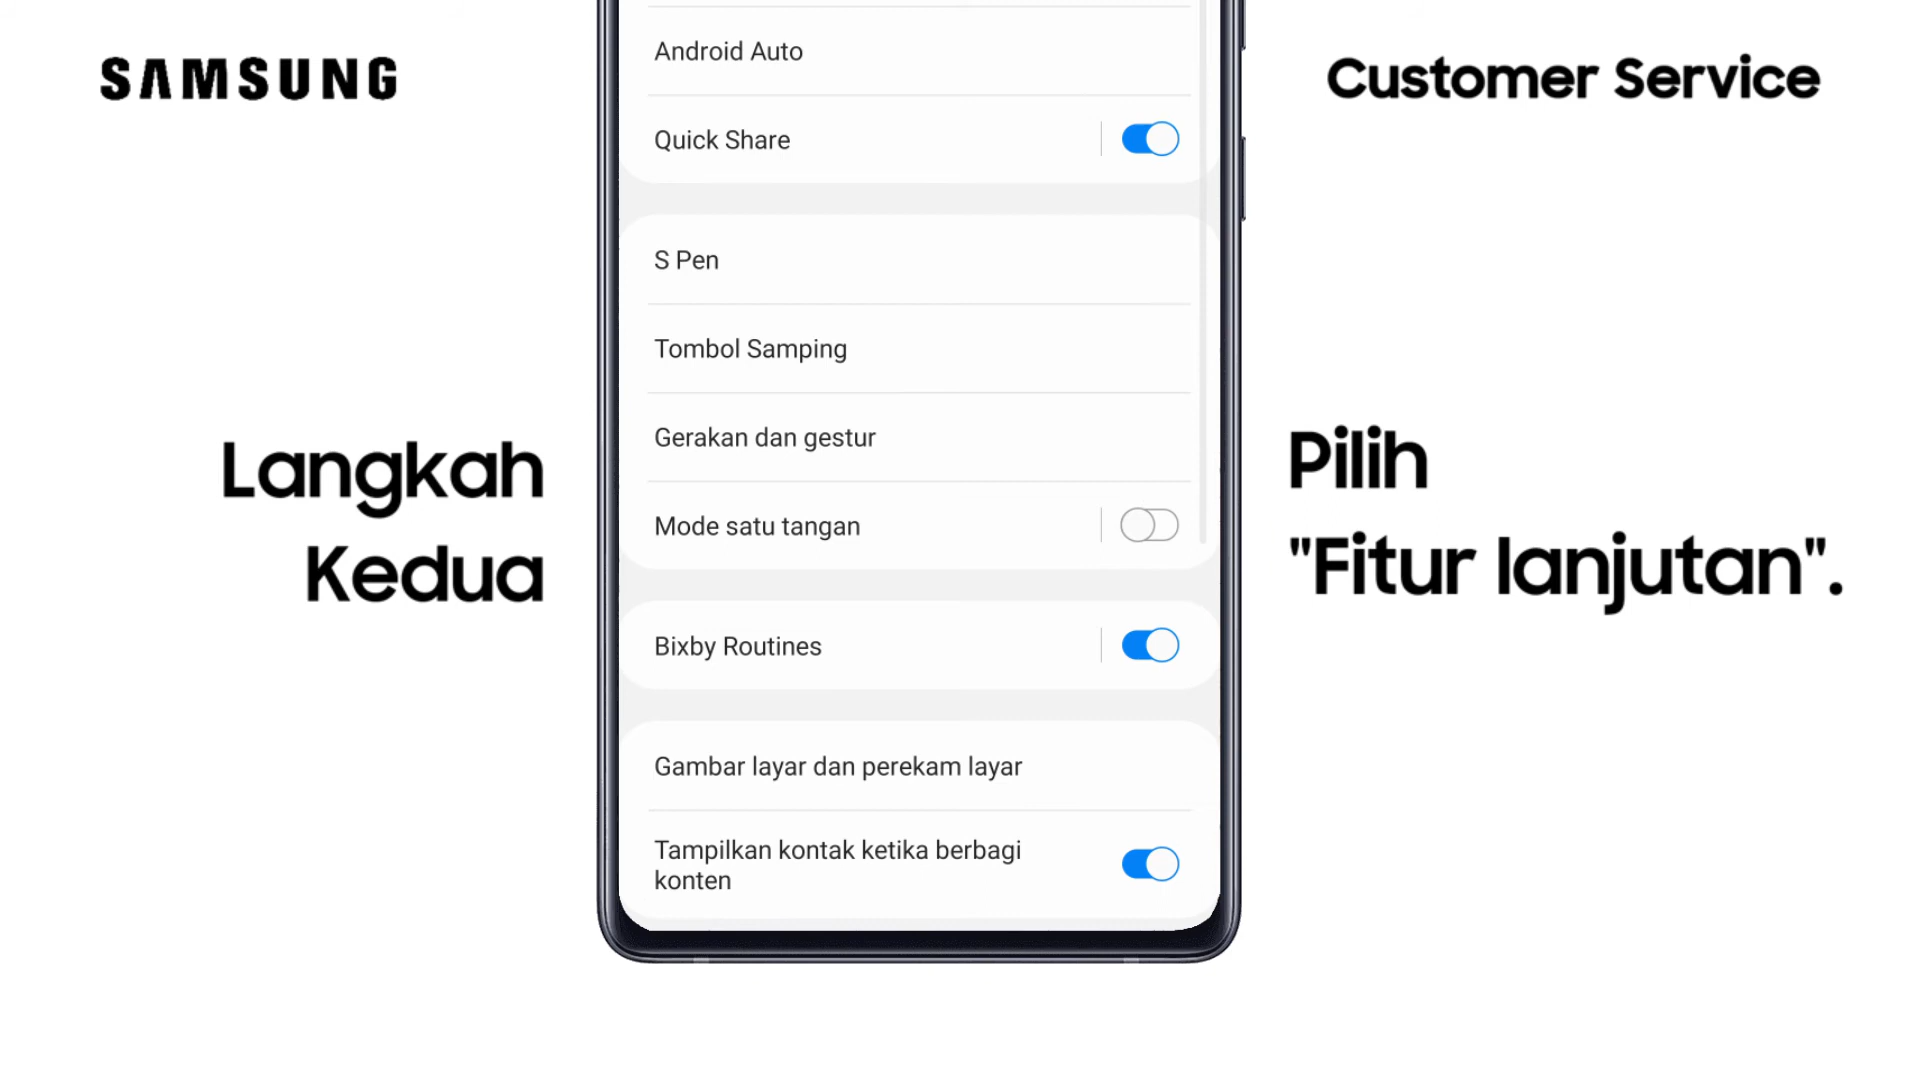 SAMSUNG
Customer Service
Langkah
Kedua
Android Auto
Quick Share
S Pen
Tombol Samping
Gerakan dan gestur
Mode satu tangan
Bixby Routines
Gambar layar dan perekam layar
Tampilkan kontak ketika berbagi
konten
Pilih
"Fitur lanjutan".